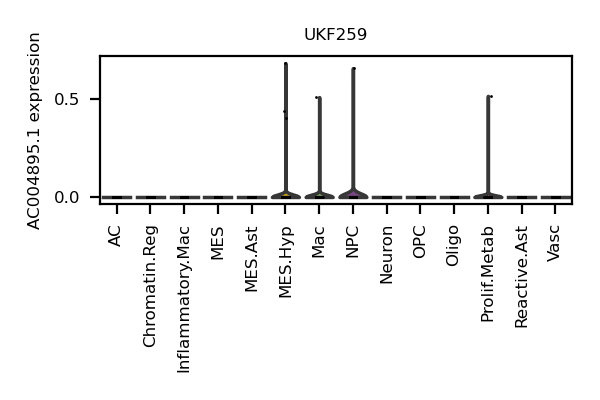 UKF259
AC004895.1 expression
0.5
0.0
AC
Chromatin.Reg
Inflammatory.Mac
MES
MES.Ast
MES.Hyp
Mac
NPC
Neuron
OPC
Oligo
Prolif.Metab
Reactive.Ast
Vasc